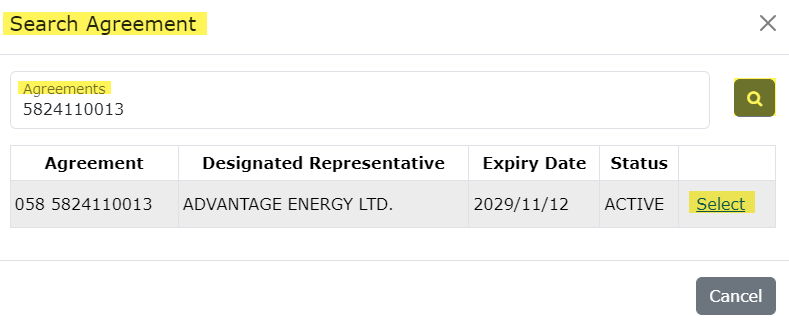 Search Agreement
Agreements
5824110013
Agreement Designated Representative Expiry Date Status
058 5824110013 ADVANTAGE ENERGY LTD. 2029/11/12 ACTIVE Select
Cancel